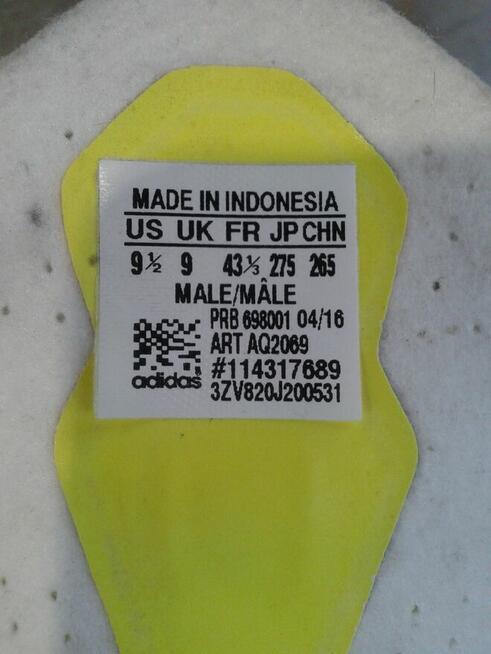 MADE IN INDONESIA
US UK FR JP CHN
9½ 9 43⅓ 275 265
MALE/MÂLE
PRB 698001 04/16
ART AQ2069
#114317689
adidas
3ZV820J200531